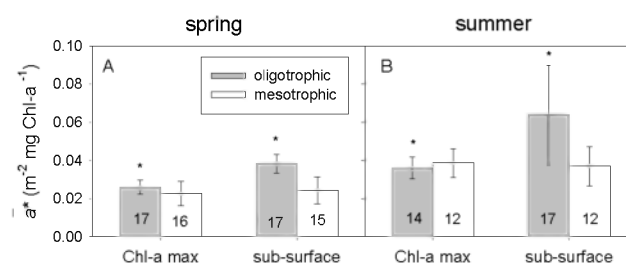 spring summer
A B
oligotrophic
mesotrophic
ā* (m-2 mg Chl-a -1)
0.10
0.08
0.06
0.04
0.02
0.00
* * * *
17 16 17 15 14 12 17 12
Chl-a max sub-surface Chl-a max sub-surface